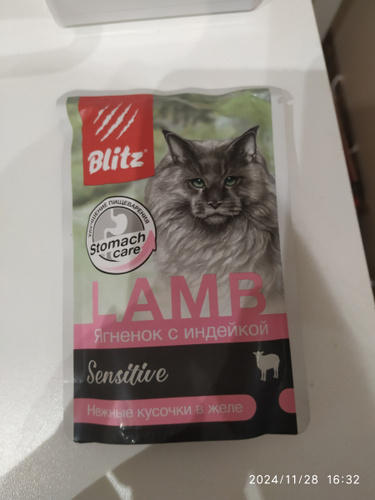 Blitz
УЛУЧШЕНИЕ ПИЩЕВАРЕНИЯ
Stomach
care
LAMB
Ягненок с индейкой
Sensitive
Нежные кусочки в желе
2024/11/28 16:32